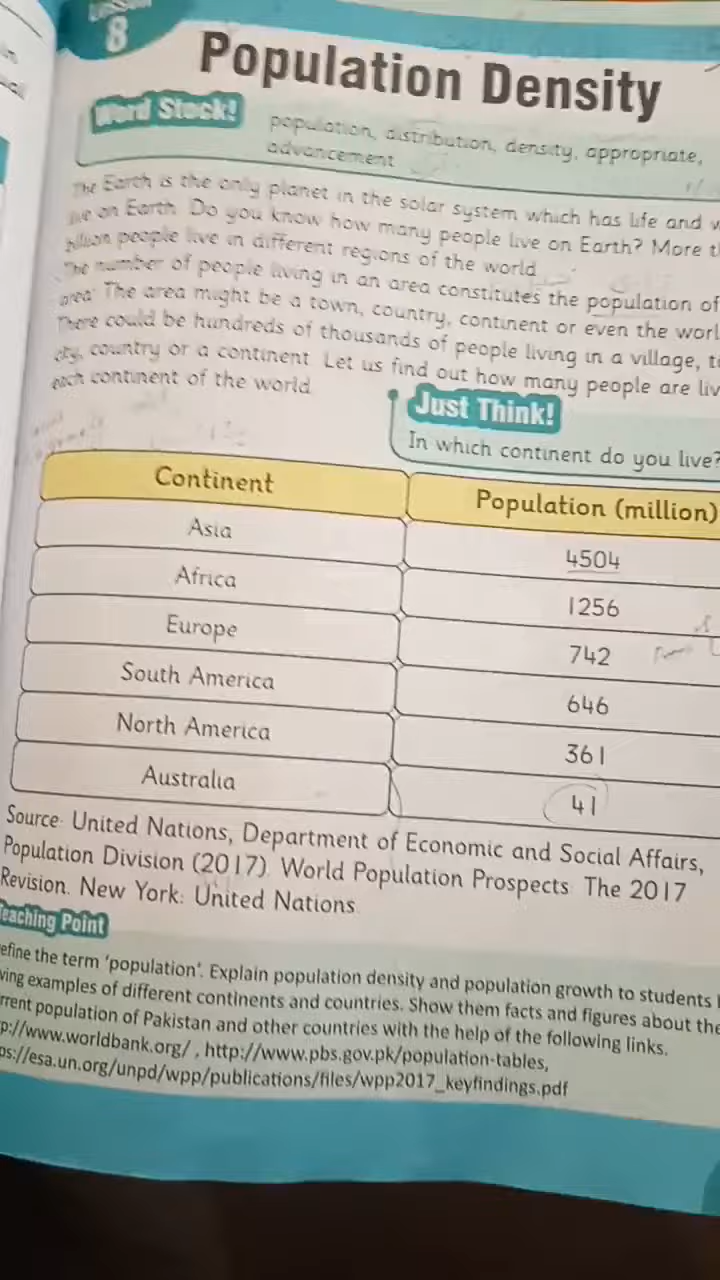 Lesson
8
Population Density
Word Stock!
population, distribution, density, appropriate,
advancement
The Earth is the only planet in the solar system which has life and
live on Earth. Do you know how many people live on Earth? More
billion people live in different regions of the world.
The number of people living in an area constitutes the population of
area. The area might be a town, country, continent or even the
There could be hundreds of thousands of people living in a village,
city, country or a continent. Let us find out how many people are
each continent of the world.
Just Think!
In which continent do you live?
Continent Population (million)
Asia 4504
Africa 1256
Europe 742
South America 646
North America 361
Australia 41
Source: United Nations, Department of Economic and Social Affairs,
Population Division (2017). World Population Prospects: The 2017
Revision. New York: United Nations.
Teaching Point
efine the term 'population'. Explain population density and population growth to students
ving examples of different continents and countries. Show them facts and figures about the
rrent population of Pakistan and other countries with the help of the following links.
p://www.worldbank.org/ , http://www.pbs.gov.pk/population-tables,
ps://esa.un.org/unpd/wpp/publications/files/wpp2017_keyfindings.pdf